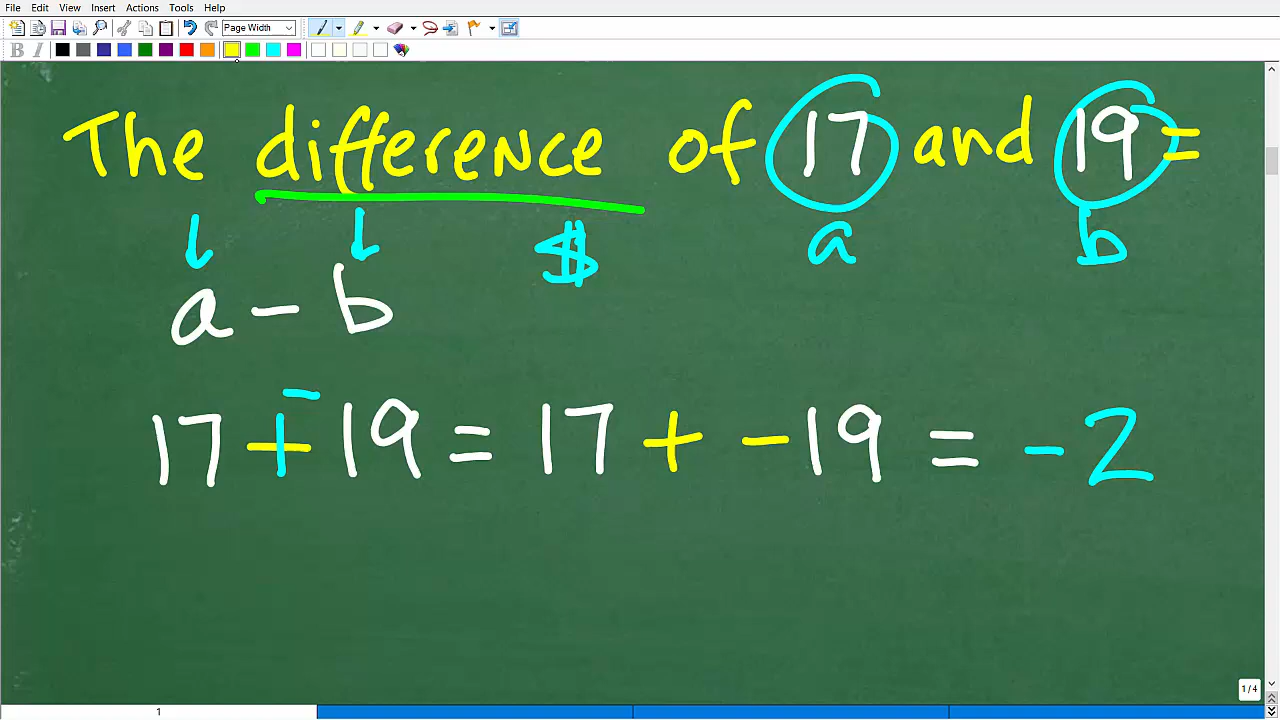 File Edit View Insert Actions Tools Help
Page Width
B I
The difference of 17 and 19 =
$ a b
a - b
17 + - 19 = 17 + - 19 = - 2
1/4
1